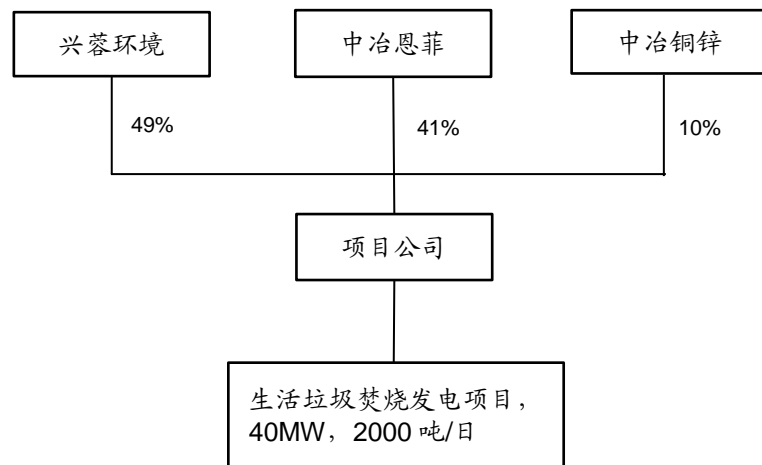 兴蓉环境
中冶恩菲
中冶铜锌
49%
41%
10%
项目公司
生活垃圾焚烧发电项目，
40MW，2000 吨/日